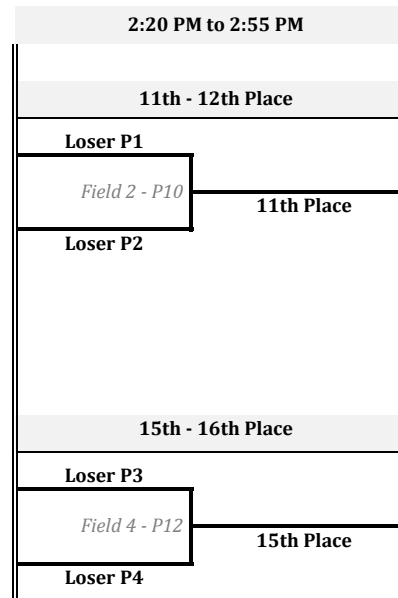 2:20 PM to 2:55 PM
11th - 12th Place
Loser P1
Field 2 - P10
11th Place
Loser P2
15th - 16th Place
Loser P3
Field 4 - P12
15th Place
Loser P4